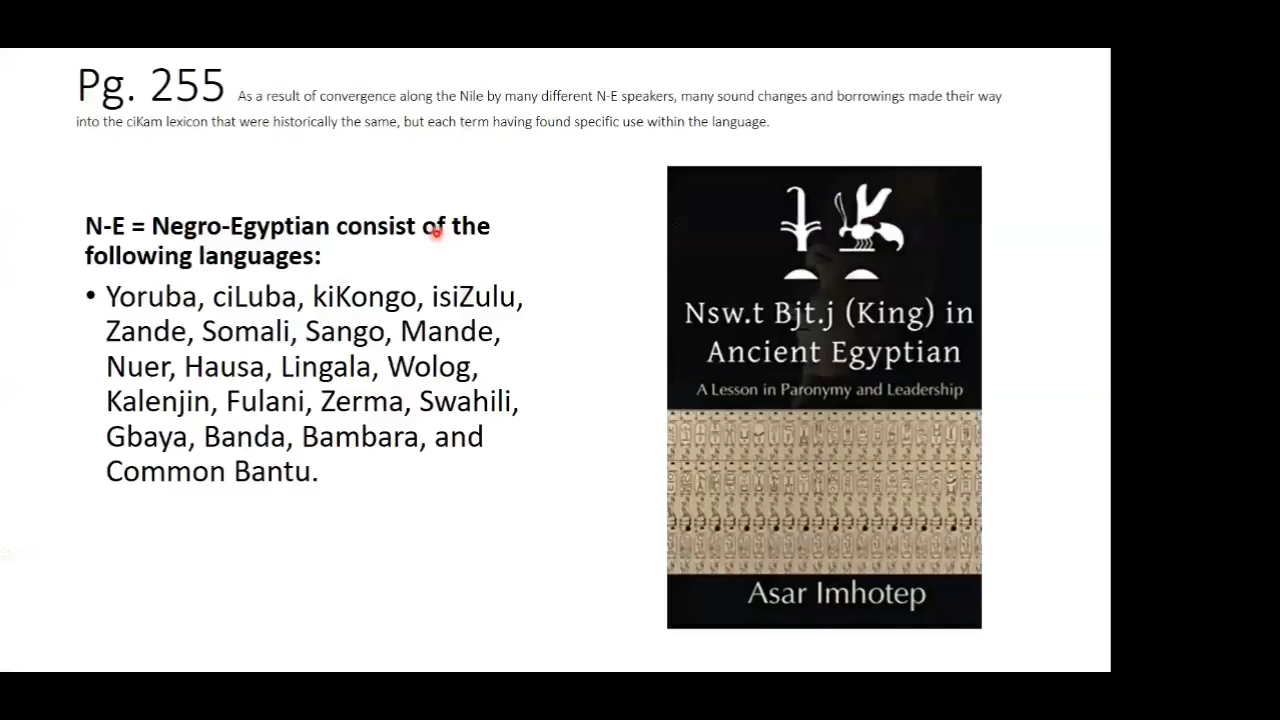 Pg. 255 As a result of convergence along the Nile by many different N-E speakers, many sound changes and borrowings made their way
into the ciKam lexicon that were historically the same, but each term having found specific use within the language.
N-E = Negro-Egyptian consist of the
following languages:
• Yoruba, ciLuba, kiKongo, isiZulu,
Zande, Somali, Sango, Mande,
Nuer, Hausa, Lingala, Wolog,
Kalenjin, Fulani, Zerma, Swahili,
Gbaya, Banda, Bambara, and
Common Bantu.
Nsw.t Bjt.j (King) in
Ancient Egyptian
A Lesson in Paronymy and Leadership
Asar Imhotep